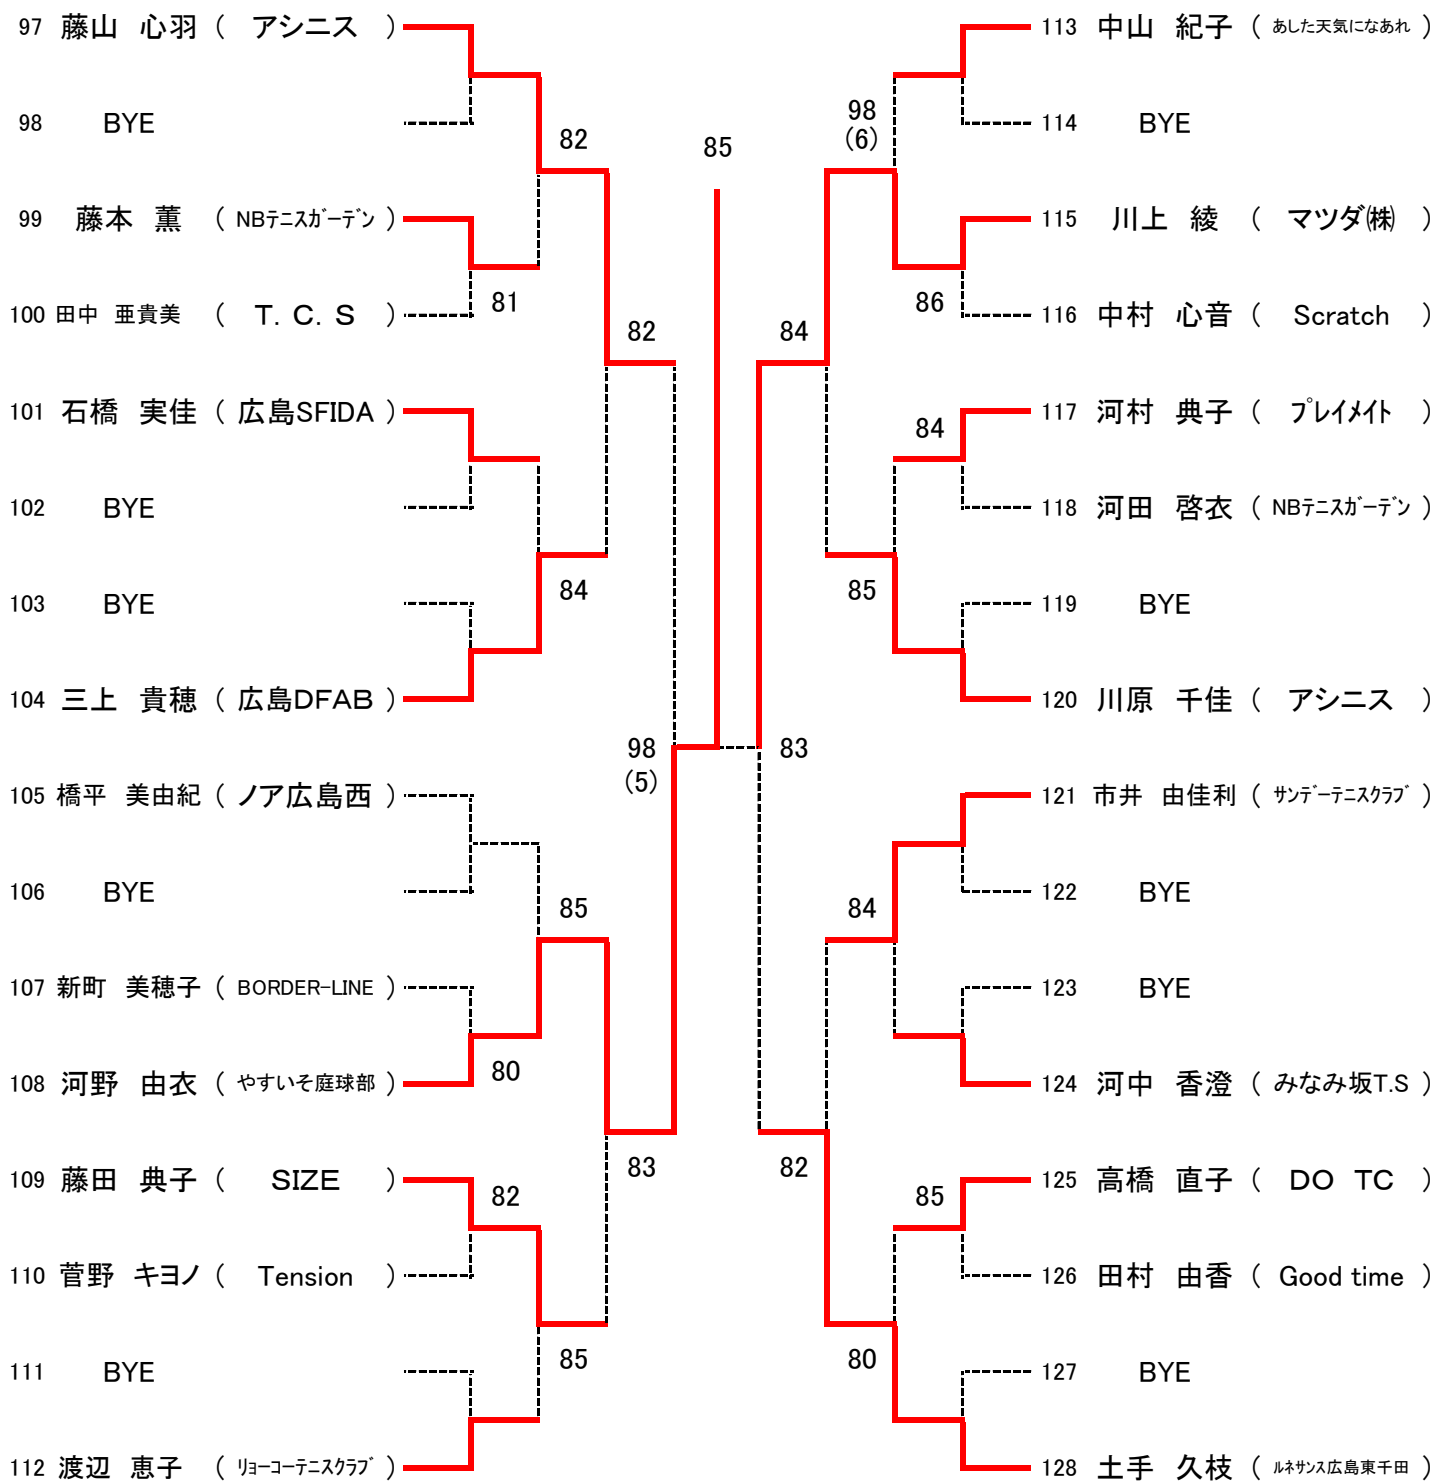 97 藤山 心羽 ( アシニス )
98 BYE
82
99 藤本 薫 ( NBテニスガーデン )
81
100 田中 亜貴美 ( T. C. S )
82
101 石橋 実佳 ( 広島SFIDA )
102 BYE
84
103 BYE
104 三上 貴穂 ( 広島DFAB )
98
(5)
105 橋平 美由紀 ( ノア広島西 )
106 BYE
85
107 新町 美穂子 ( BORDER-LINE )
80
108 河野 由衣 ( やすいそ庭球部 )
83
109 藤田 典子 ( SIZE )
82
110 菅野 キヨノ ( Tension )
85
111 BYE
112 渡辺 恵子 ( リョーコーテニスクラブ )
85
113 中山 紀子 ( あした天気になあれ )
98
(6)
114 BYE
115 川上 綾 ( マツダ㈱ )
86
116 中村 心音 ( Scratch )
84
117 河村 典子 ( プレイメイト )
84
118 河田 啓衣 ( NBテニスガーデン )
85
119 BYE
120 川原 千佳 ( アシニス )
83
121 市井 由佳利 ( サンデーテニスクラブ )
122 BYE
84
123 BYE
124 河中 香澄 ( みなみ坂T.S )
82
125 高橋 直子 ( DO TC )
85
126 田村 由香 ( Good time )
80
127 BYE
128 土手 久枝 ( ルネサンス広島東千田 )